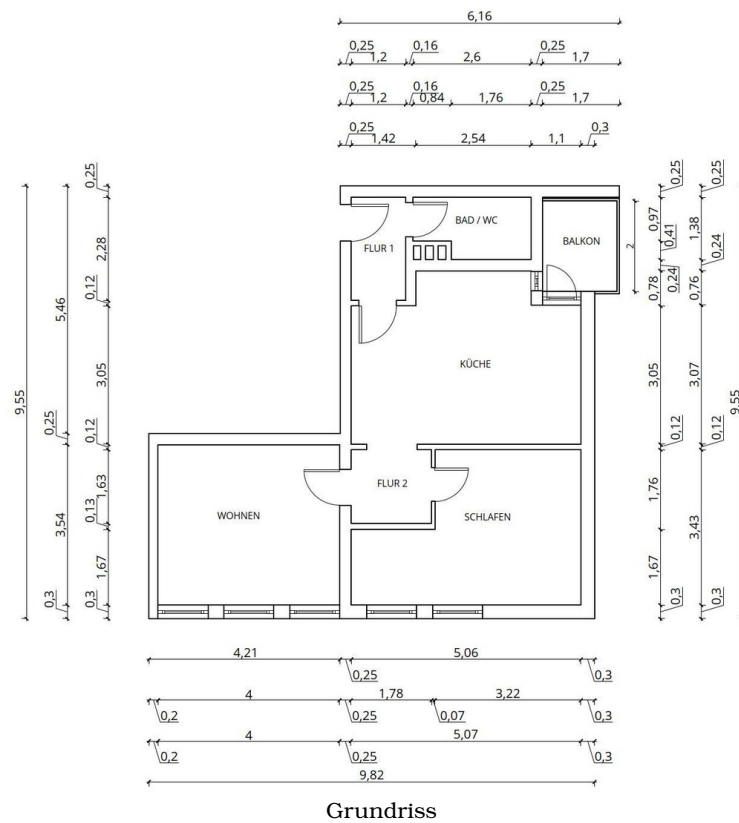 6,16
0,25 0,16 0,25
1,2 2,6 1,7
0,25 0,16 0,25
1,2 0,84 1,76 1,7
0,25 0,3
1,42 2,54 1,1
0,25 0,25 0,25
BAD / WC
FLUR 1
BALKON
2
2,28 0,97 0,41 1,38
0,24 0,24
0,12 0,78 0,76
5,46
KÜCHE
3,05 3,05 3,07
9,55 9,55
0,25 0,12 0,12 0,12
FLUR 2
1,63 1,76
WOHNEN
SCHLAFEN
0,13
3,54 3,43
1,67 1,67
0,3 0,3 0,3 0,3
4,21 5,06
0,25 0,3
4 1,78 3,22
0,2 0,25 0,07 0,3
4 5,07
0,2 0,25 0,3
9,82
Grundriss